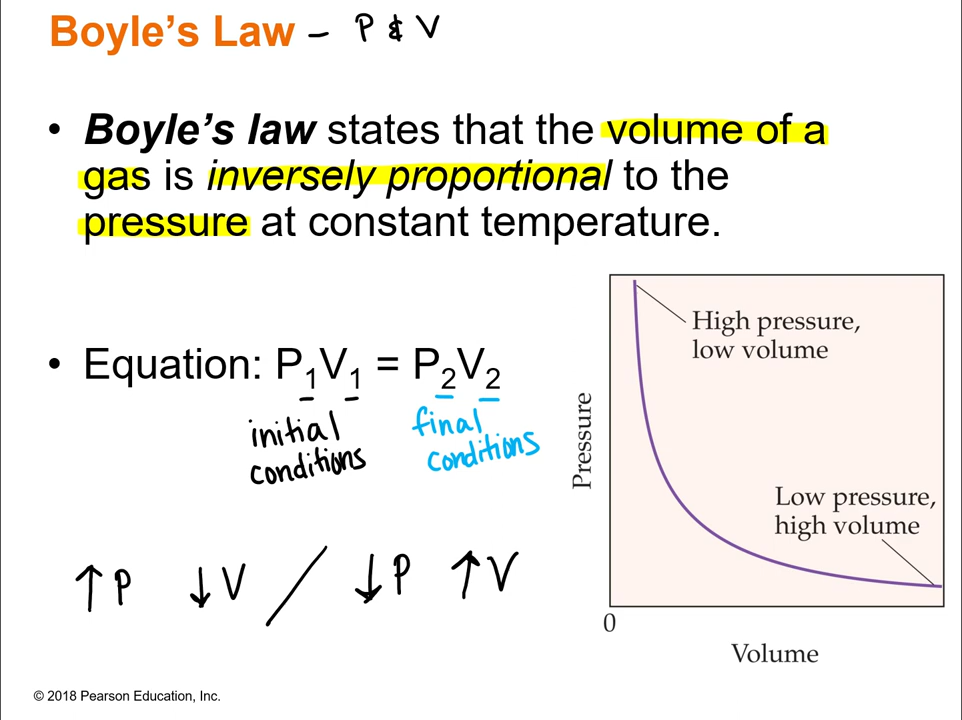 Boyle's Law – P & V
• Boyle's law states that the volume of a
gas is inversely proportional to the
pressure at constant temperature.
• Equation: P₁V₁ = P₂V₂
initial
conditions
final
conditions
↑P ↓V / ↓P ↑V
High pressure,
low volume
Pressure
Low pressure,
high volume
0
Volume
© 2018 Pearson Education, Inc.